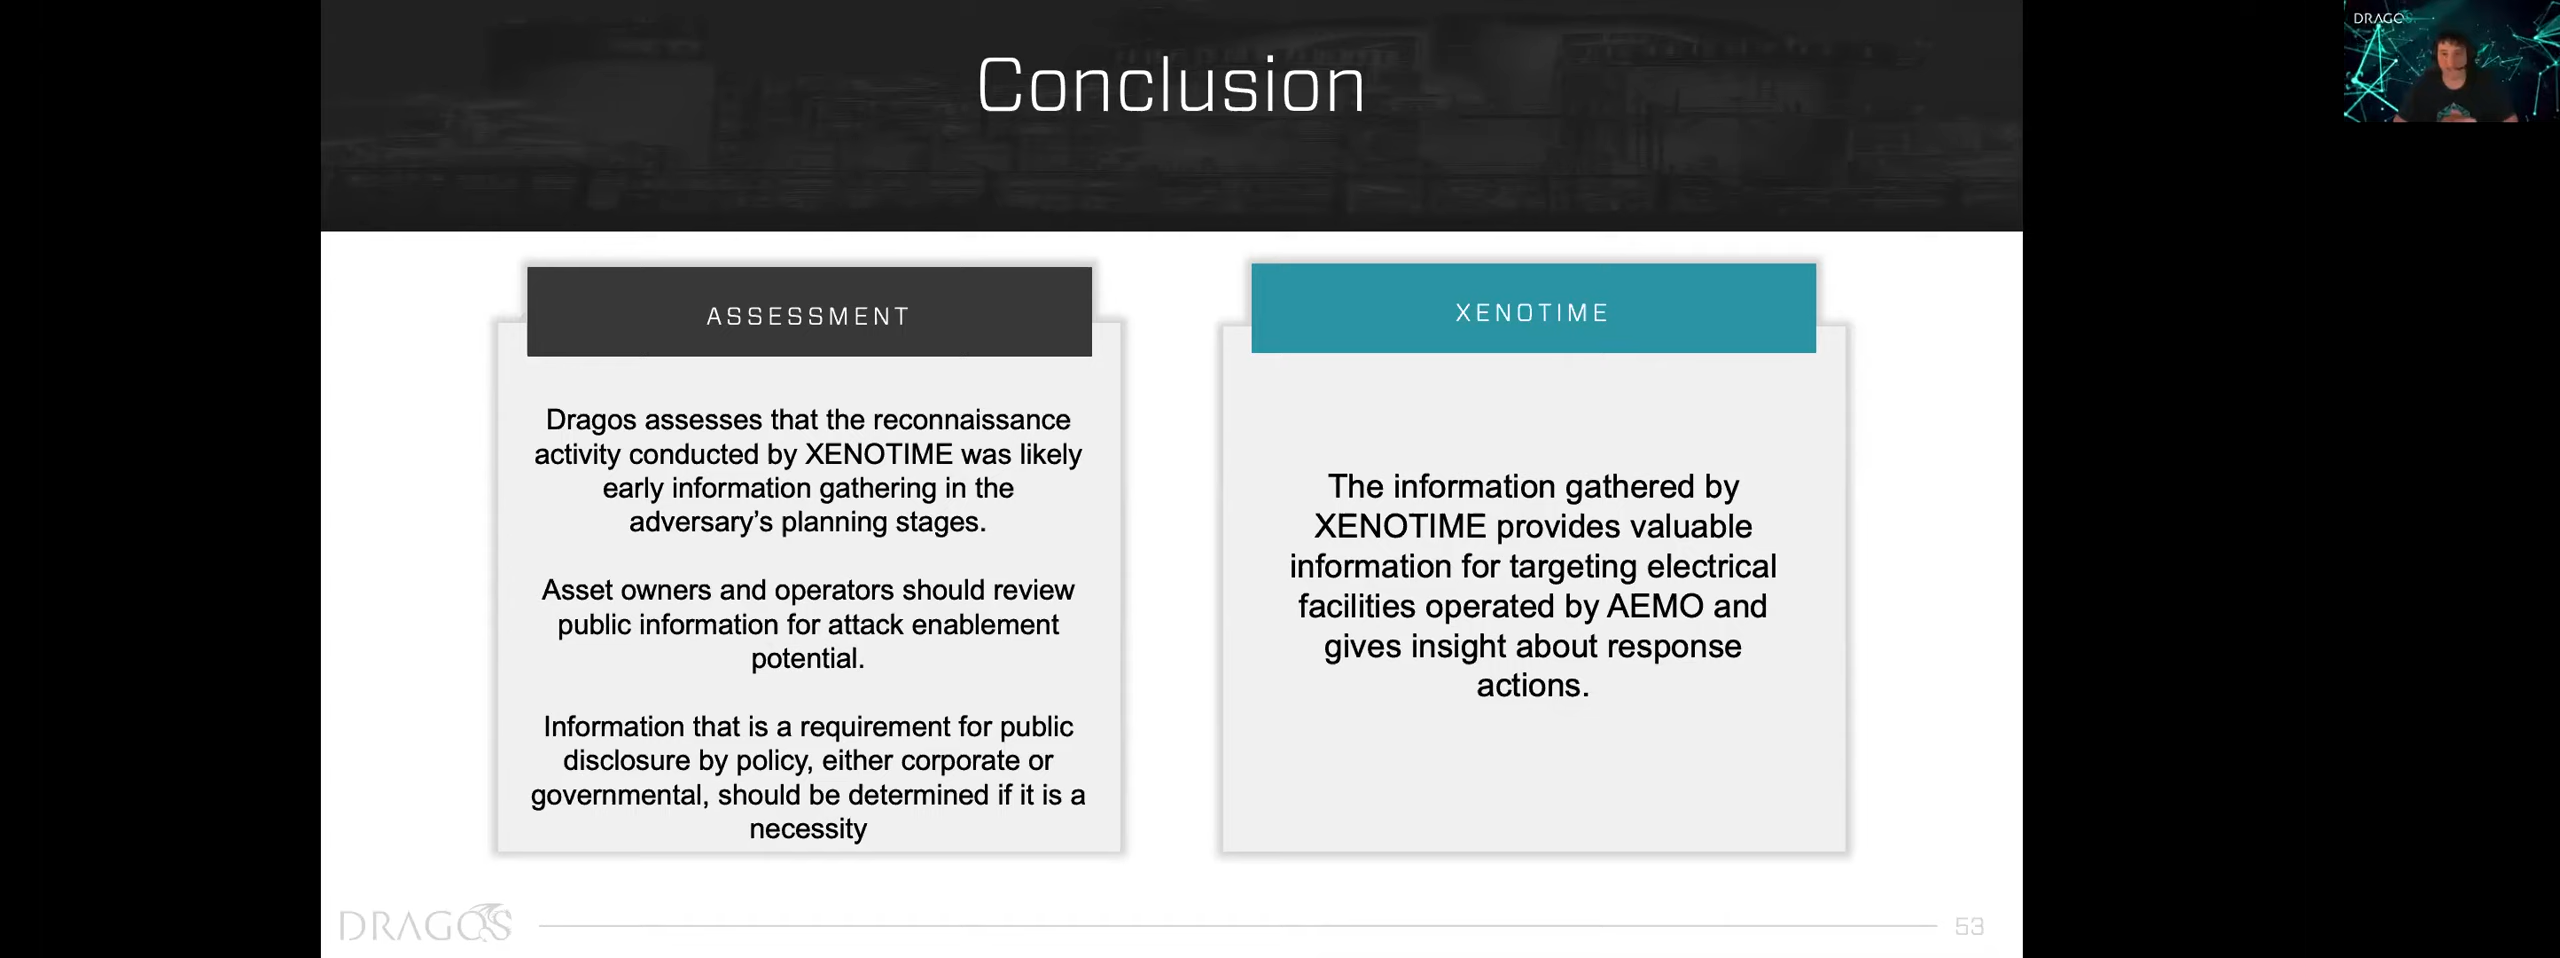 Conclusion
DRAGOS
ASSESSMENT
Dragos assesses that the reconnaissance
activity conducted by XENOTIME was likely
early information gathering in the
adversary’s planning stages.
Asset owners and operators should review
public information for attack enablement
potential.
Information that is a requirement for public
disclosure by policy, either corporate or
governmental, should be determined if it is a
necessity
XENOTIME
The information gathered by
XENOTIME provides valuable
information for targeting electrical
facilities operated by AEMO and
gives insight about response
actions.
DRAGOS
53